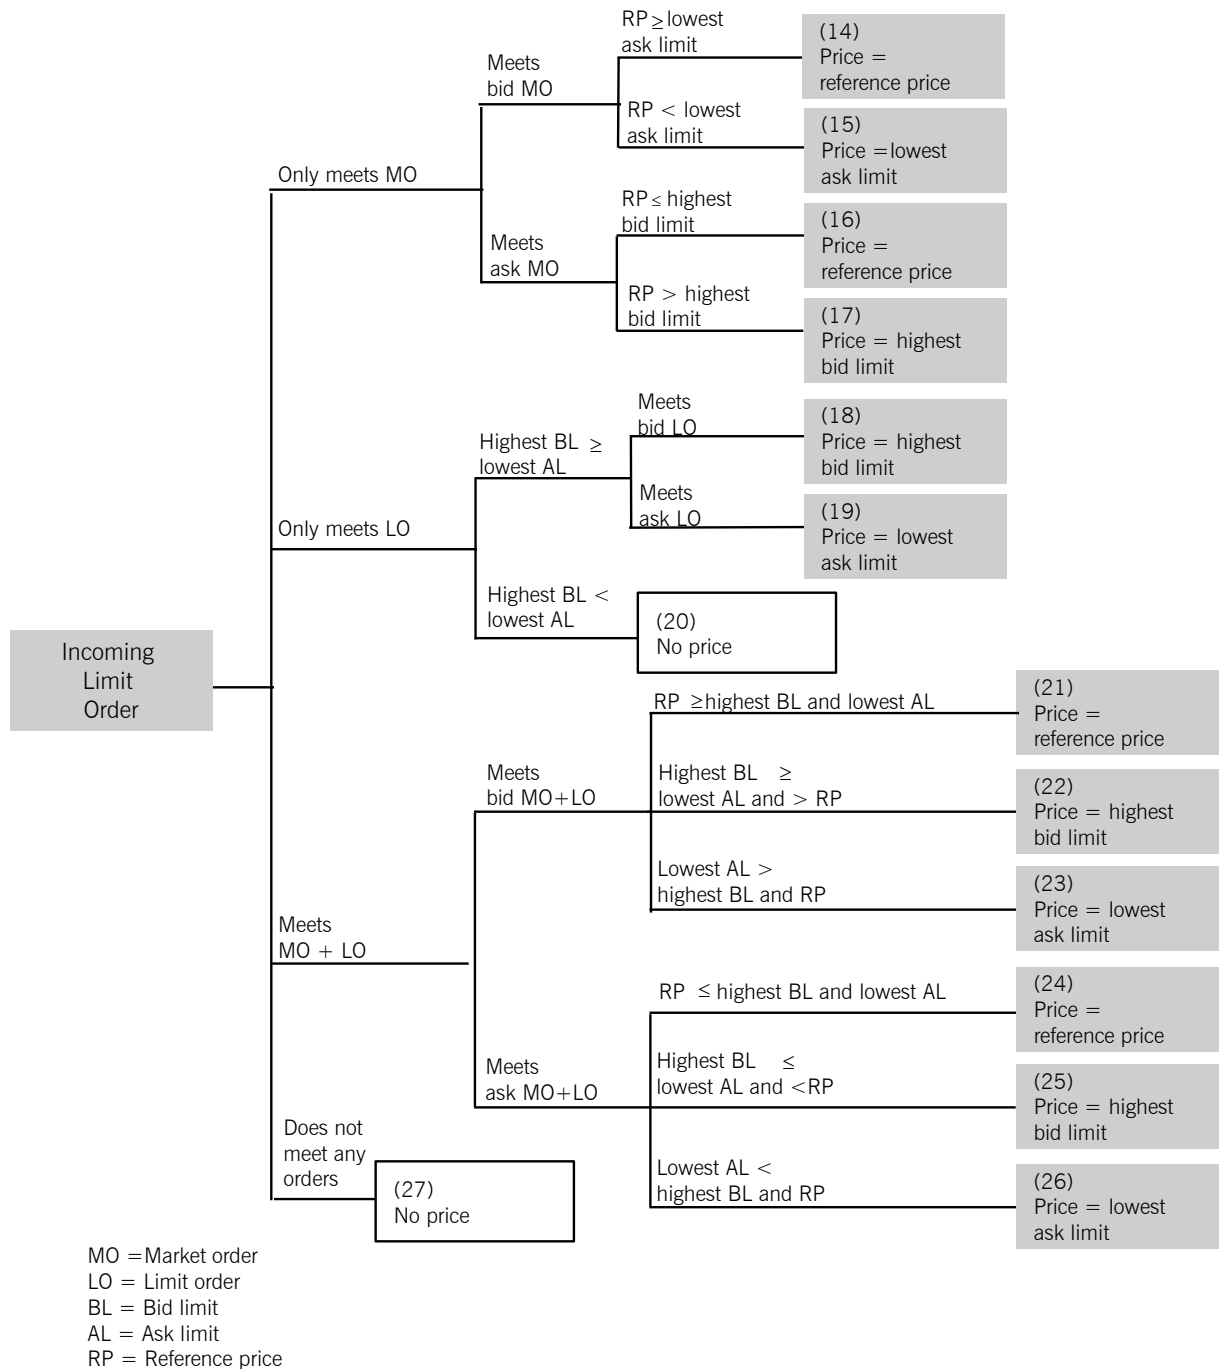 RP ≥ lowest
ask limit
(14)
Price =
reference price
Meets
bid MO
RP < lowest
ask limit
(15)
Price =lowest
ask limit
Only meets MO
RP ≤ highest
bid limit
(16)
Price =
reference price
Meets
ask MO
RP > highest
bid limit
(17)
Price = highest
bid limit
Meets
bid LO
(18)
Price = highest
bid limit
Highest BL ≥
lowest AL
Meets
ask LO
(19)
Price = lowest
ask limit
Only meets LO
Highest BL <
lowest AL
(20)
No price
Incoming
Limit
Order
RP ≥highest BL and lowest AL
(21)
Price =
reference price
Meets
bid MO+LO
Highest BL ≥
lowest AL and > RP
(22)
Price = highest
bid limit
Lowest AL >
highest BL and RP
(23)
Price = lowest
ask limit
Meets
MO + LO
RP ≤ highest BL and lowest AL
(24)
Price =
reference price
Meets
ask MO+LO
Highest BL ≤
lowest AL and <RP
(25)
Price = highest
bid limit
Lowest AL <
highest BL and RP
(26)
Price = lowest
ask limit
Does not
meet any
orders
(27)
No price
MO =Market order
LO = Limit order
BL = Bid limit
AL = Ask limit
RP = Reference price